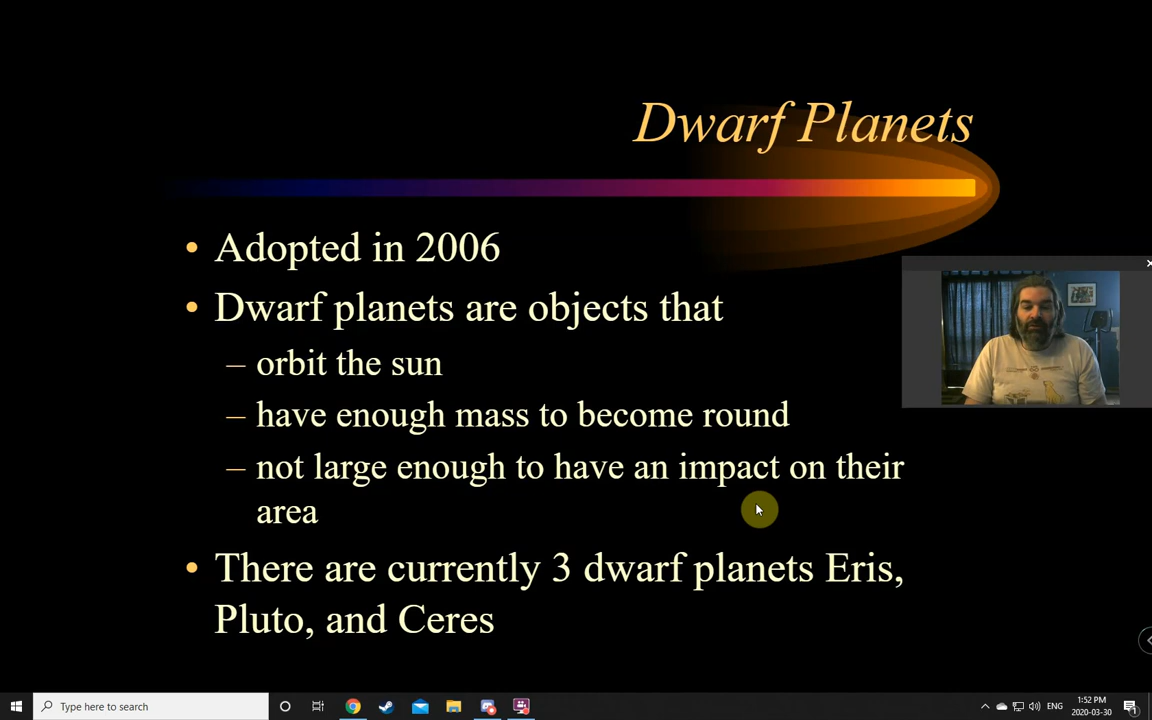 Dwarf Planets
• Adopted in 2006
• Dwarf planets are objects that
– orbit the sun
– have enough mass to become round
– not large enough to have an impact on their
area
• There are currently 3 dwarf planets Eris,
Pluto, and Ceres
Type here to search
ENG
1:52 PM
2020-03-30
1